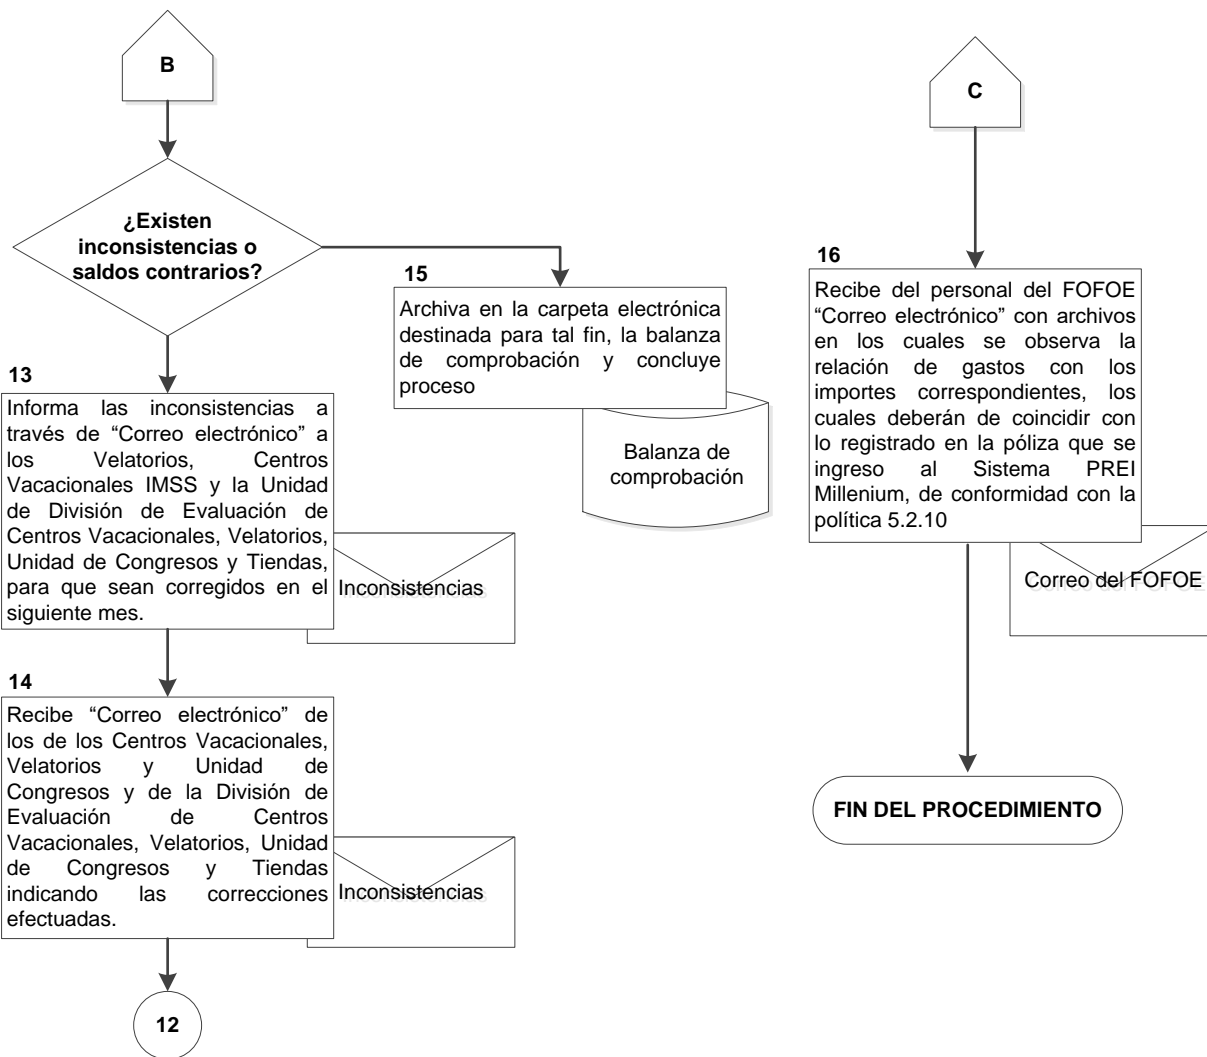 B
¿Existen
inconsistencias o
saldos contrarios?
15
Archiva en la carpeta electrónica
destinada para tal fin, la balanza
de comprobación y concluye
proceso
Balanza de
comprobación
13
Informa las inconsistencias a
través de “Correo electrónico” a
los Velatorios, Centros
Vacacionales IMSS y la Unidad
de División de Evaluación de
Centros Vacacionales, Velatorios,
Unidad de Congresos y Tiendas,
para que sean corregidos en el
siguiente mes.
Inconsistencias
14
Recibe “Correo electrónico” de
los de los Centros Vacacionales,
Velatorios y Unidad de
Congresos y de la División de
Evaluación de Centros
Vacacionales, Velatorios, Unidad
de Congresos y Tiendas
indicando las correcciones
efectuadas.
Inconsistencias
12
C
16
Recibe del personal del FOFOE
“Correo electrónico” con archivos
en los cuales se observa la
relación de gastos con los
importes correspondientes, los
cuales deberán de coincidir con
lo registrado en la póliza que se
ingreso al Sistema PREI
Millenium, de conformidad con la
política 5.2.10
Correo del FOFOE
FIN DEL PROCEDIMIENTO